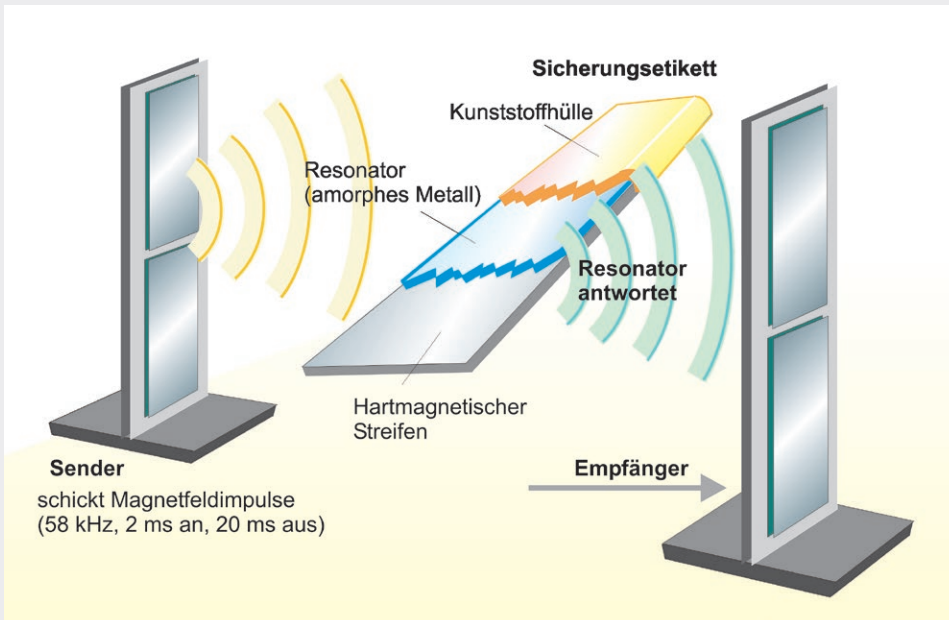 Sicherungsetikett
Kunststoffhülle
Resonator
(amorphes Metall)
Resonator
antwortet
Hartmagnetischer
Streifen
Sender
schickt Magnetfeldimpulse
(58 kHz, 2 ms an, 20 ms aus)
Empfänger